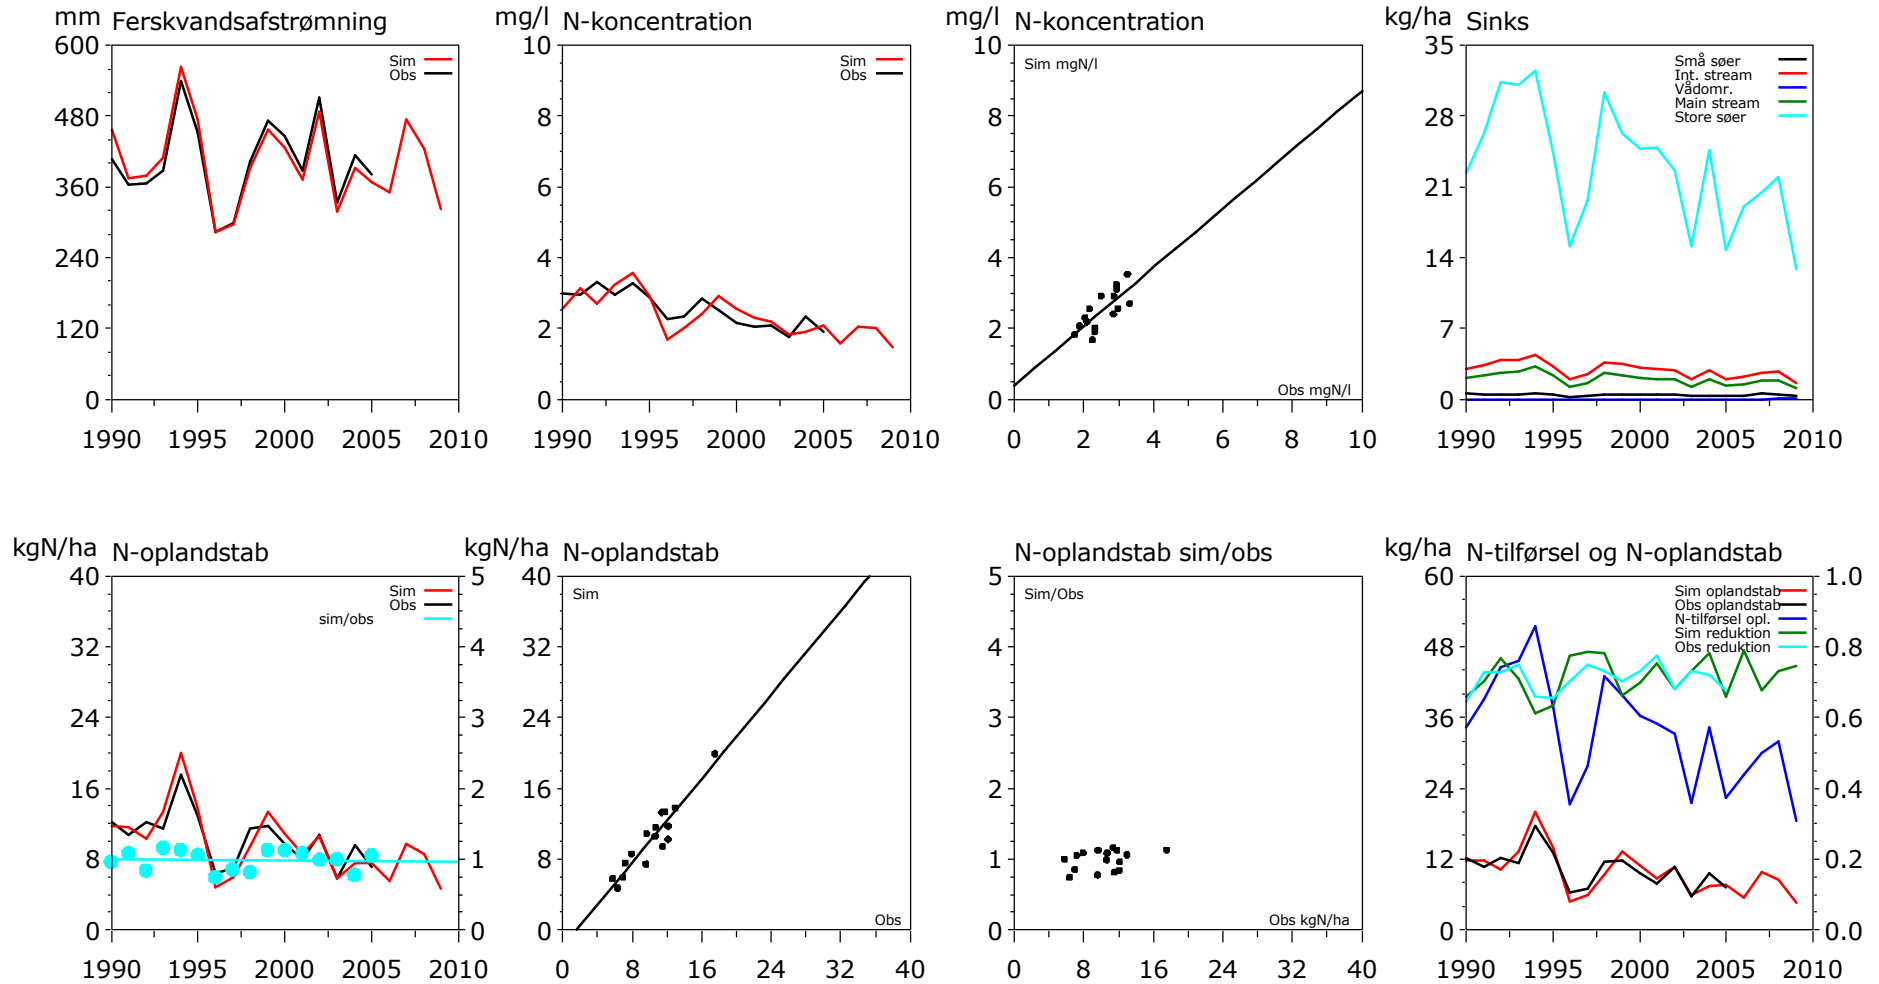 mm Ferskvandsafstrømning
600
480
360
240
120
0
1990 1995 2000 2005 2010
Sim
Obs
mg/l N-koncentration
10
8
6
4
2
0
1990 1995 2000 2005 2010
Sim
Obs
mg/l N-koncentration
10
8
6
4
2
0
0 2 4 6 8 10
Sim mgN/l
Obs mgN/l
kg/ha Sinks
35
28
21
14
7
0
1990 1995 2000 2005 2010
Små søer
Int. stream
Vådomr.
Main stream
Store søer
kgN/ha N-oplandstab
40
32
24
16
8
0
1990 1995 2000 2005 2010
Sim
Obs
sim/obs
5
4
3
2
1
0
kgN/ha N-oplandstab
40
32
24
16
8
0
0 8 16 24 32 40
Sim
Obs
N-oplandstab sim/obs
5
4
3
2
1
0
0 8 16 24 32 40
Sim/Obs
Obs kgN/ha
kg/ha N-tilførsel og N-oplandstab
60
48
36
24
12
0
1990 1995 2000 2005 2010
Sim oplandstab
Obs oplandstab
N-tilførsel opl.
Sim reduktion
Obs reduktion
1.0
0.8
0.6
0.4
0.2
0.0